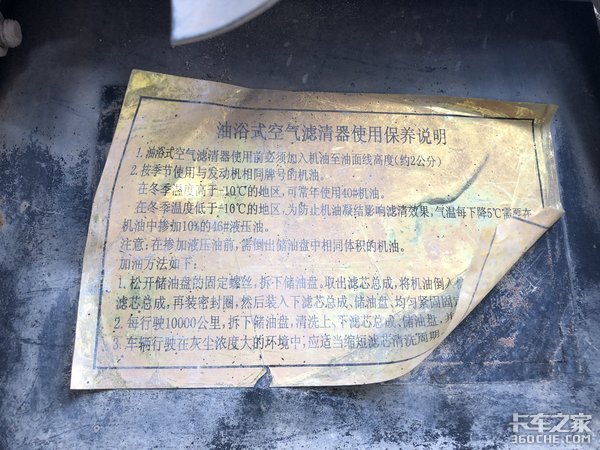 油浴式空气滤清器使用保养说明
1. 油浴式空气滤清器使用前必须加入机油至油面线高度(约2公分)
2. 按季节使用与发动机相同牌号的机油。
在冬季温度高于-10℃的地区,可常年使用40#机油。
在冬季温度低于-10℃的地区,为防止机油凝结影响滤清效果,气温每下降5℃需要在
机油中掺加10%的46#液压油。
注意:在掺加液压油前,需倒出储油盘中相同体积的机油。
加油方法如下:
1. 松开储油盘的固定螺丝,拆下储油盘,取出滤芯总成,将机油倒入
滤芯总成,再装密封圈,然后装入下滤芯总成、储油盘,均匀紧固固
2. 每行驶10000公里,拆下储油盘,清洗上、下滤芯总成、储油盘,并
3. 车辆行驶在灰尘浓度大的环境中,应适当缩短滤芯清洗周期
卡车之家
360CHE.COM